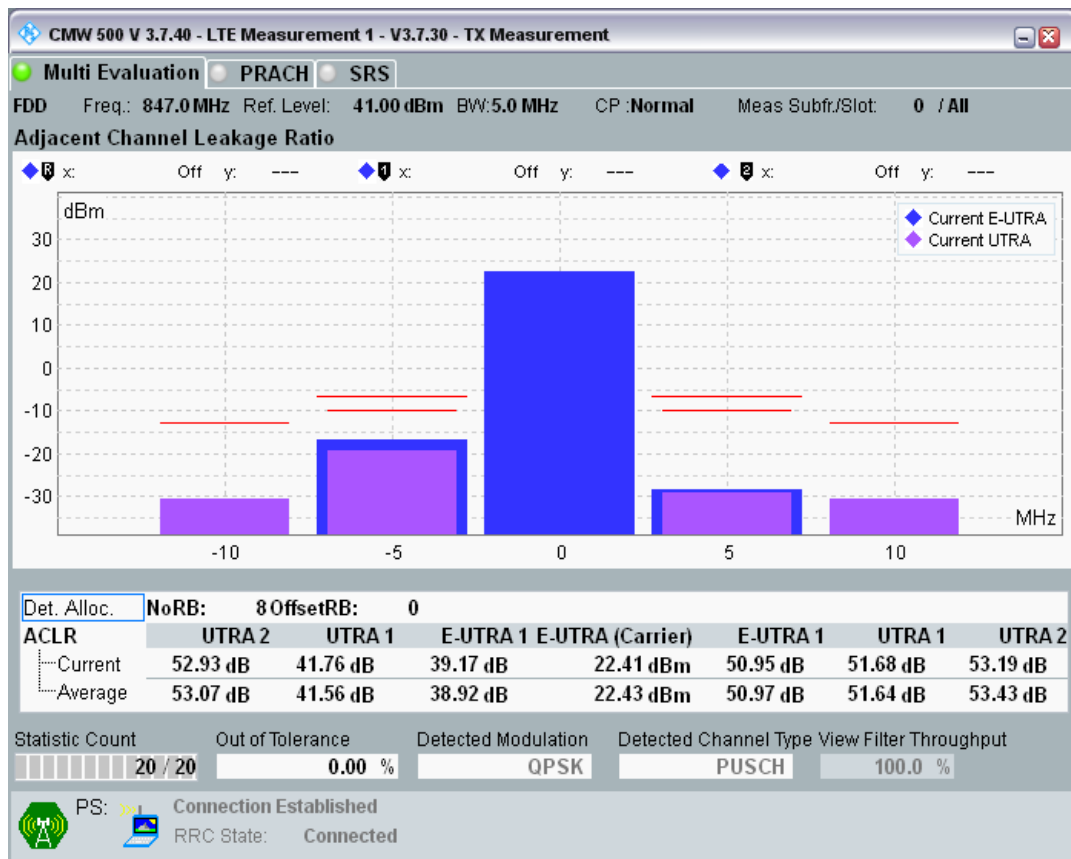 CMW 500 V 3.7.40 - LTE Measurement 1 - V3.7.30 - TX Measurement
Multi Evaluation PRACH SRS
FDD Freq.: 847.0 MHz Ref. Level: 41.00 dBm BW:5.0 MHz CP :Normal Meas Subfr./Slot: 0 / All
Adjacent Channel Leakage Ratio
R x: Off y: --- 1 x: Off y: --- 2 x: Off y: ---
dBm
Current E-UTRA
Current UTRA
30
20
10
0
-10
-20
-30
MHz
-10 -5 0 5 10
Det. Alloc. NoRB: 8 OffsetRB: 0
ACLR UTRA 2 UTRA 1 E-UTRA 1 E-UTRA (Carrier) E-UTRA 1 UTRA 1 UTRA 2
Current 52.93 dB 41.76 dB 39.17 dB 22.41 dBm 50.95 dB 51.68 dB 53.19 dB
Average 53.07 dB 41.56 dB 38.92 dB 22.43 dBm 50.97 dB 51.64 dB 53.43 dB
Statistic Count Out of Tolerance Detected Modulation Detected Channel Type View Filter Throughput
20 / 20 0.00 % QPSK PUSCH 100.0 %
PS: Connection Established
RRC State: Connected